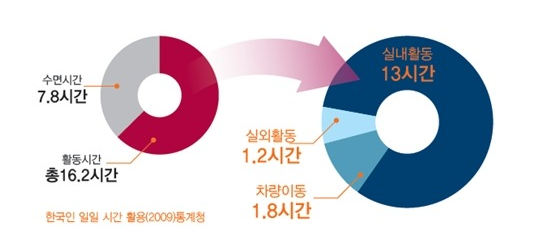 수면시간
7.8시간
활동시간
총16.2시간
한국인 일일 시간 활용(2009)통계청
실내활동
13시간
실외활동
1.2시간
차량이동
1.8시간